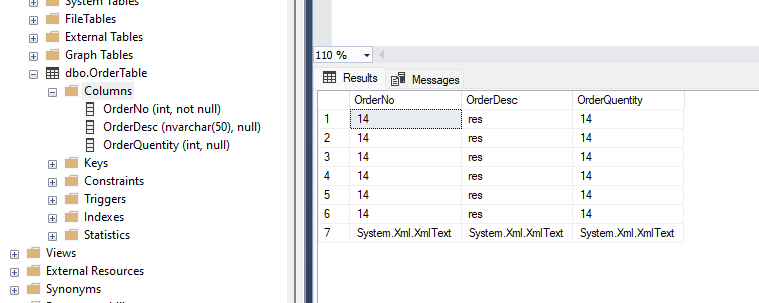 System Tables
FileTables
External Tables
Graph Tables
dbo.OrderTable
Columns
OrderNo (int, not null)
OrderDesc (nvarchar(50), null)
OrderQuentity (int, null)
Keys
Constraints
Triggers
Indexes
Statistics
Views
External Resources
Synonyms
110 %
Results Messages
OrderNo OrderDesc OrderQuentity
1 14 res 14
2 14 res 14
3 14 res 14
4 14 res 14
5 14 res 14
6 14 res 14
7 System.Xml.XmlText System.Xml.XmlText System.Xml.XmlText